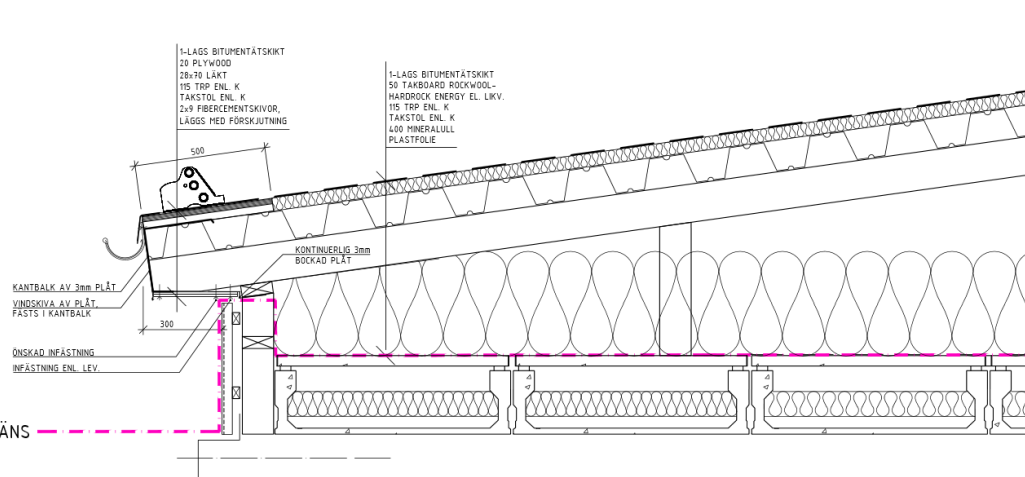 1-LAGS BITUMENTÄTSKIKT
20 PLYWOOD
28x70 LÄKT
115 TRP ENL. K
TAKSTOL ENL. K
2x9 FIBERCEMENTSKIVOR,
LÄGGS MED FÖRSKJUTNING
1-LAGS BITUMENTÄTSKIKT
50 TAKBOARD ROCKWOOL-
HARDROCK ENERGY EL. LIKV.
115 TRP ENL. K
TAKSTOL ENL. K
400 MINERALULL
PLASTFOLIE
500
KONTINUERLIG 3mm
BOCKAD PLÅT
KANTBALK AV 3mm PLÅT
VINDSKIVA AV PLÅT,
FÄSTS I KANTBALK
300
ÖNSKAD INFÄSTNING
INFÄSTNING ENL. LEV.
ÄNS